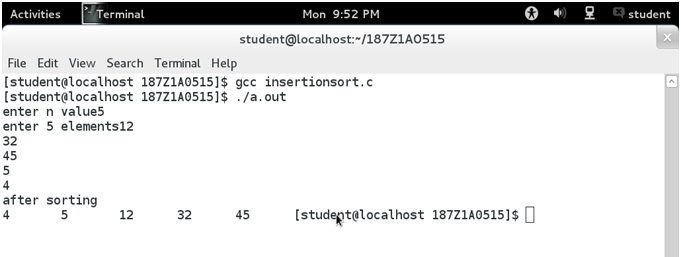 Activities Terminal Mon 9:52 PM student
student@localhost:~/187Z1A0515
File Edit View Search Terminal Help
[student@localhost 187Z1A0515]$ gcc insertionsort.c
[student@localhost 187Z1A0515]$ ./a.out
enter n value5
enter 5 elements12
32
45
5
4
after sorting
4 5 12 32 45 [student@localhost 187Z1A0515]$